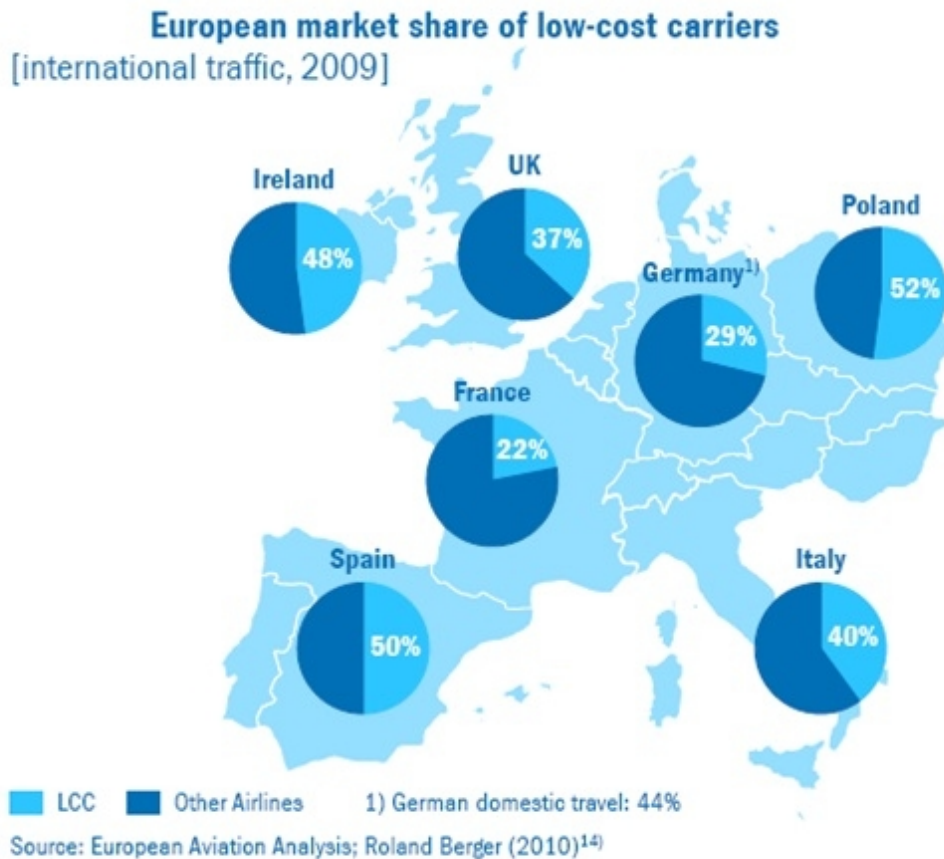 European market share of low-cost carriers
[international traffic, 2009]
Ireland
48%
UK
37%
Poland
52%
Germany1)
29%
France
22%
Spain
50%
Italy
40%
LCC Other Airlines 1) German domestic travel: 44%
Source: European Aviation Analysis; Roland Berger (2010)14)